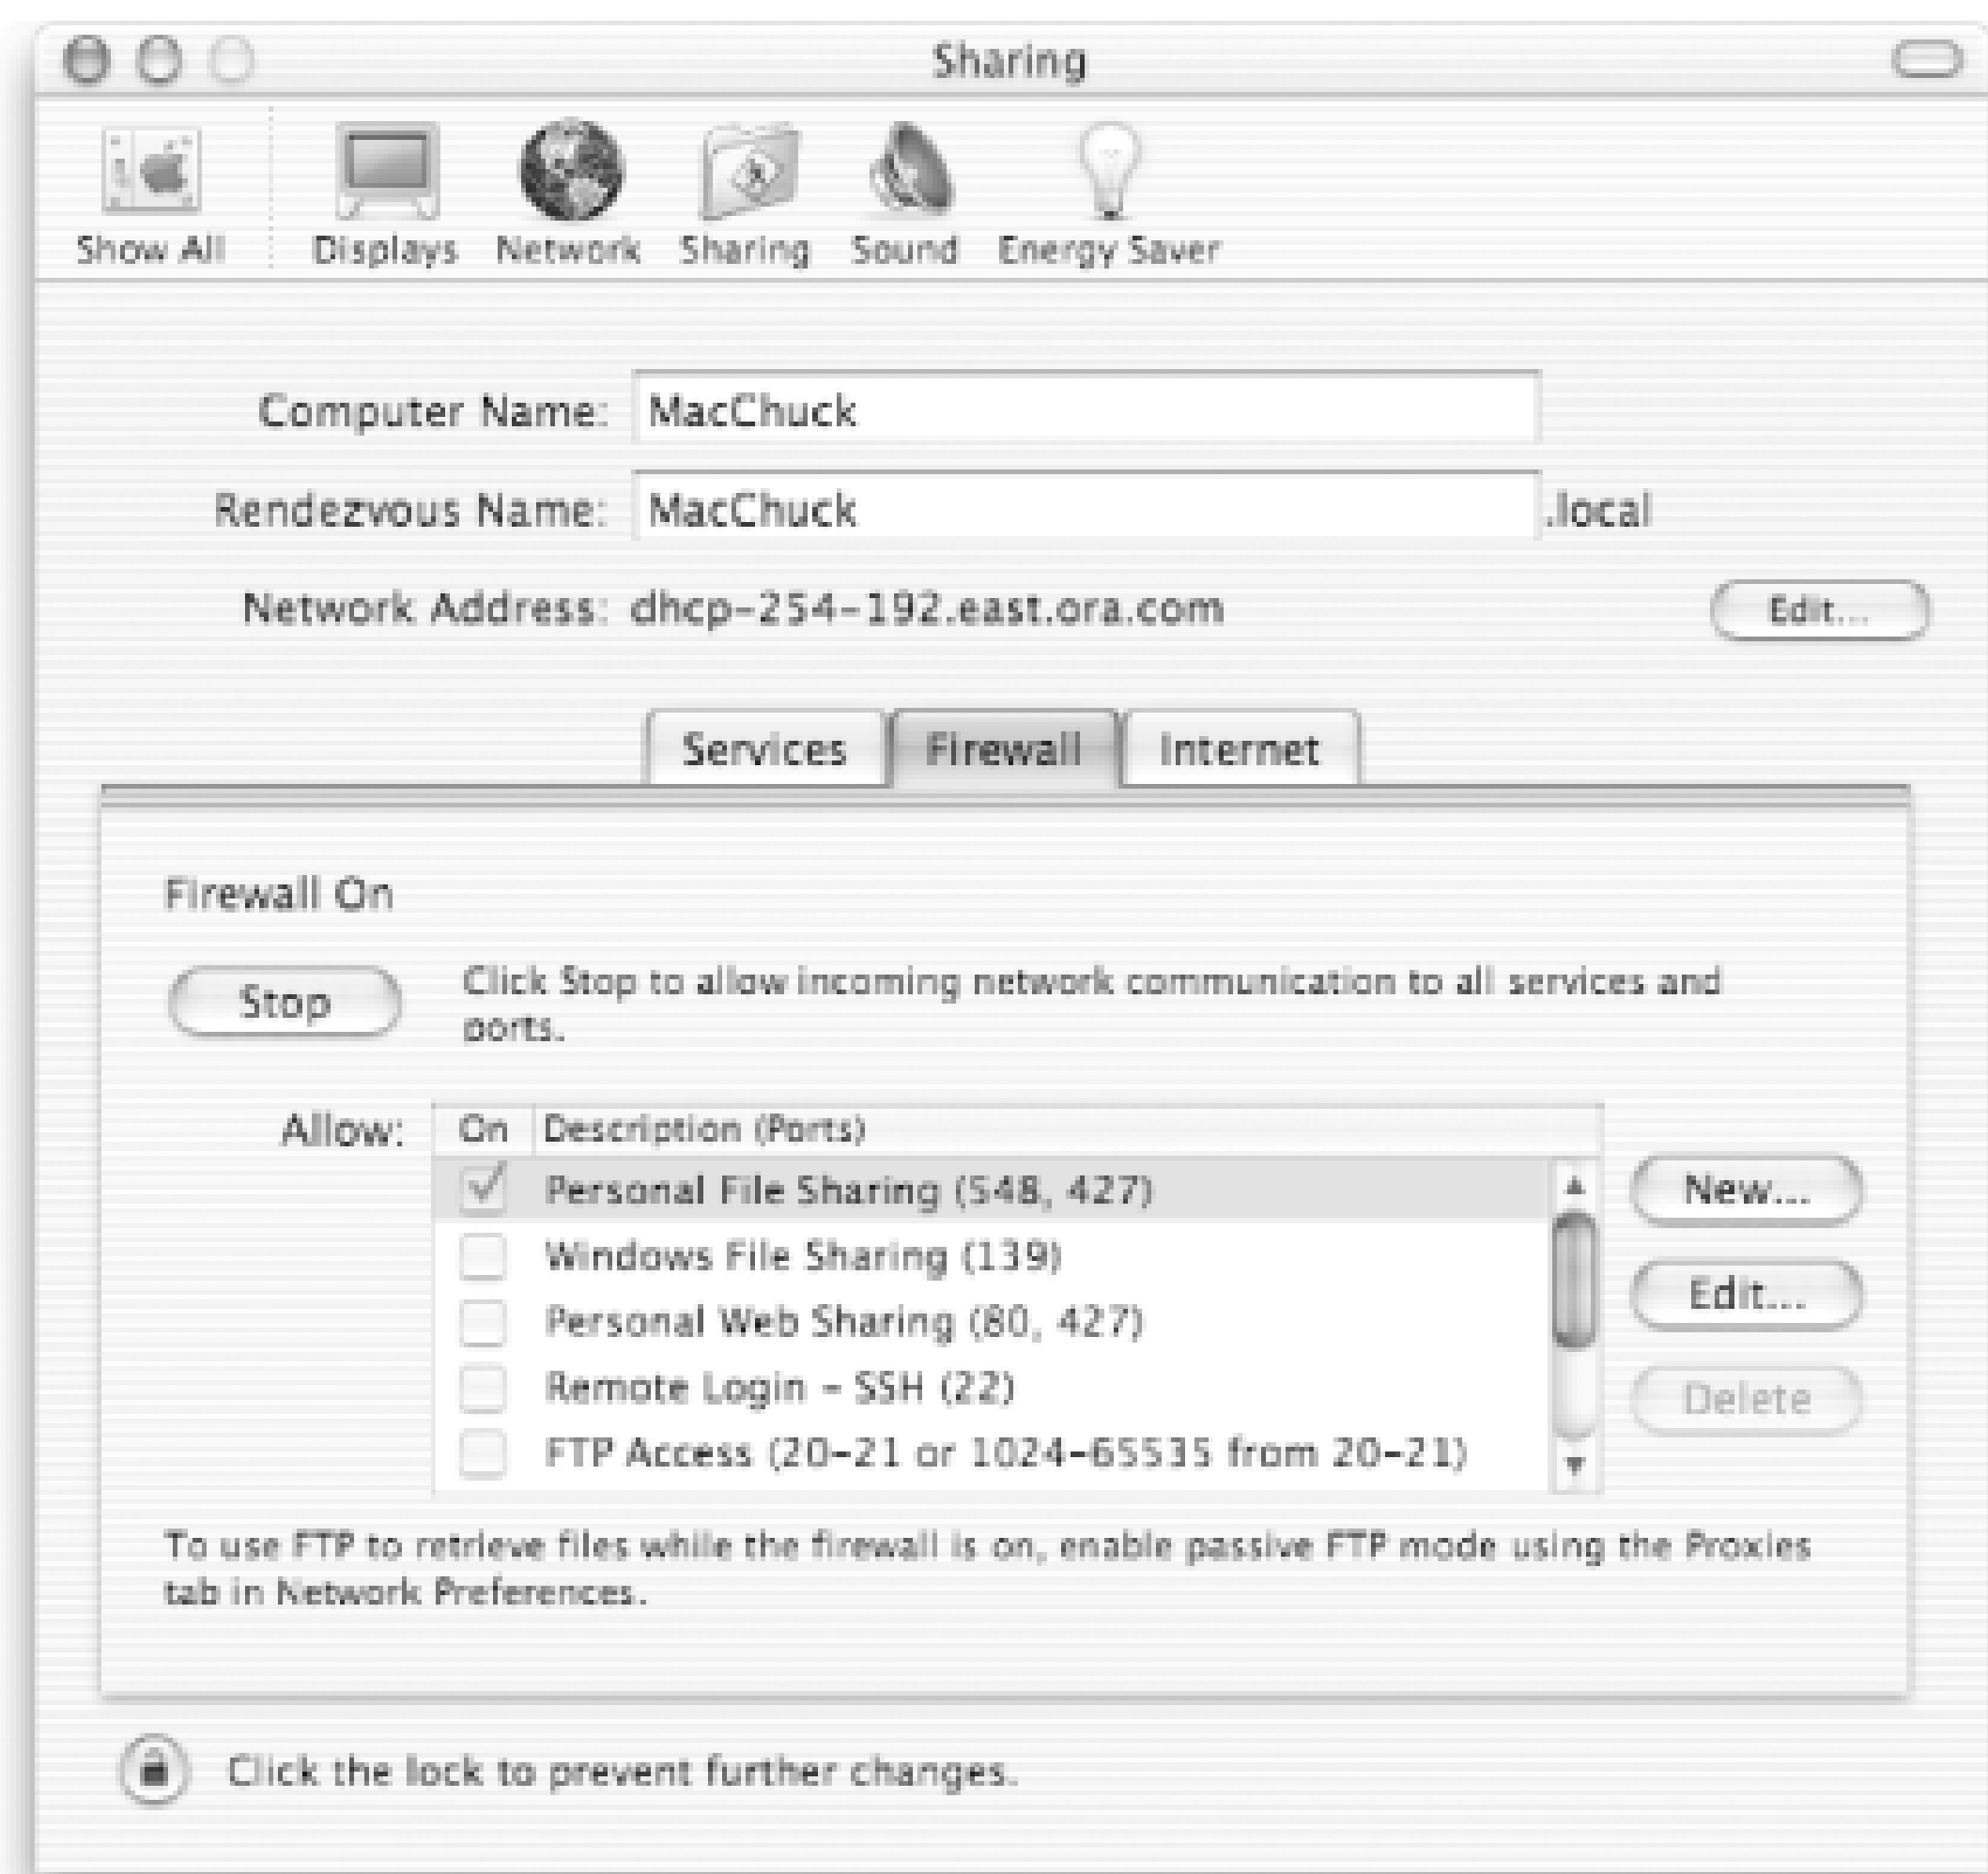 Sharing
Show All Displays Network Sharing Sound Energy Saver
Computer Name: MacChuck
Rendezvous Name: MacChuck .local
Network Address: dhcp-254-192.east.ora.com Edit...
Services Firewall Internet
Firewall On
Stop Click Stop to allow incoming network communication to all services and
ports.
Allow: On Description (Ports)
Personal File Sharing (548, 427) New...
Windows File Sharing (139)
Edit...
Personal Web Sharing (80, 427)
Remote Login - SSH (22) Delete
FTP Access (20-21 or 1024-65535 from 20-21)
To use FTP to retrieve files while the firewall is on, enable passive FTP mode using the Proxies
tab in Network Preferences.
Click the lock to prevent further changes.